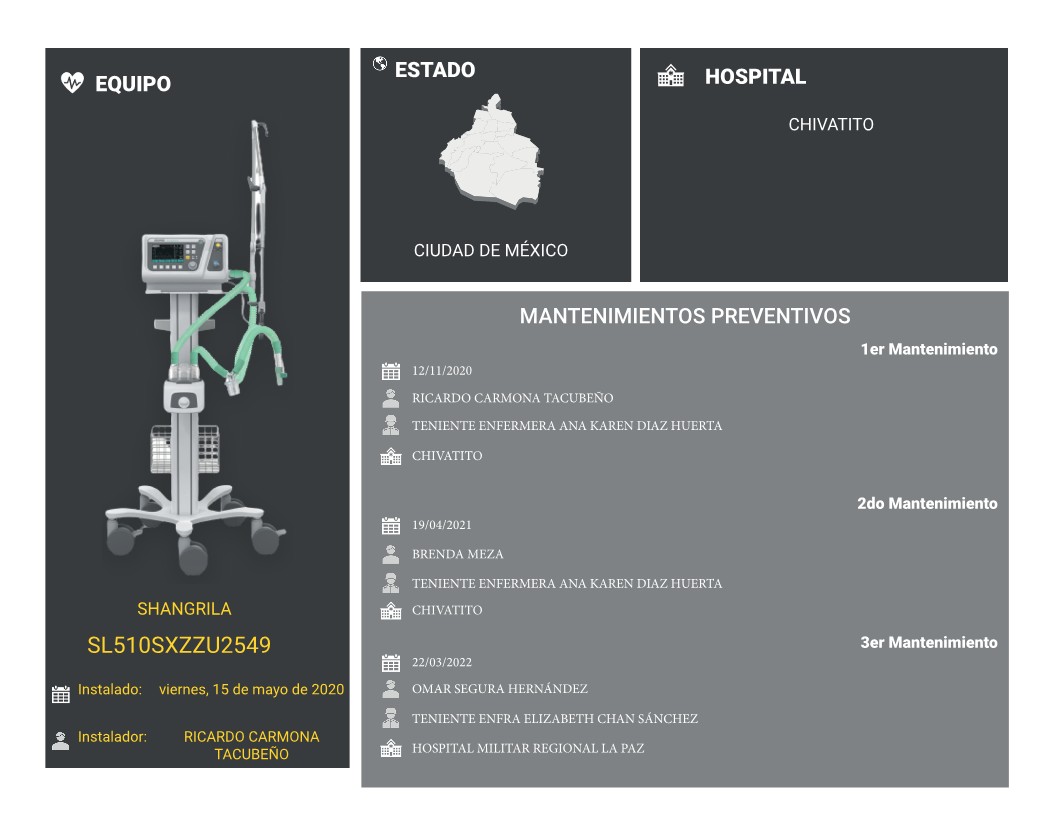 EQUIPO
SHANGRILA
SL510SXZZU2549
Instalado: viernes, 15 de mayo de 2020
Instalador: RICARDO CARMONA
TACUBEÑO
ESTADO
CIUDAD DE MÉXICO
HOSPITAL
CHIVATITO
MANTENIMIENTOS PREVENTIVOS
1er Mantenimiento
12/11/2020
RICARDO CARMONA TACUBEÑO
TENIENTE ENFERMERA ANA KAREN DIAZ HUERTA
CHIVATITO
2do Mantenimiento
19/04/2021
BRENDA MEZA
TENIENTE ENFERMERA ANA KAREN DIAZ HUERTA
CHIVATITO
3er Mantenimiento
22/03/2022
OMAR SEGURA HERNÁNDEZ
TENIENTE ENFRA ELIZABETH CHAN SÁNCHEZ
HOSPITAL MILITAR REGIONAL LA PAZ